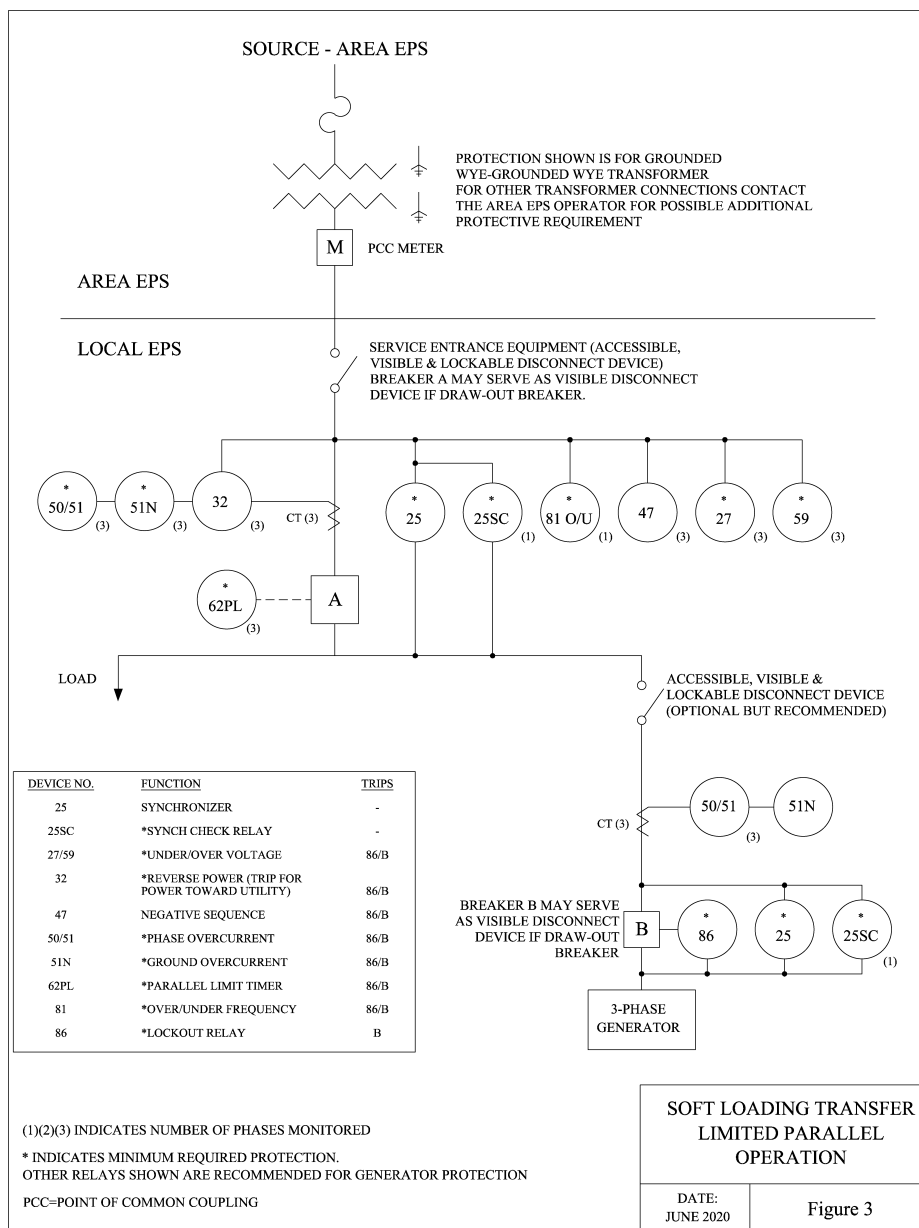 SOURCE - AREA EPS
PROTECTION SHOWN IS FOR GROUNDED
WYE-GROUNDED WYE TRANSFORMER
FOR OTHER TRANSFORMER CONNECTIONS CONTACT
THE AREA EPS OPERATOR FOR POSSIBLE ADDITIONAL
PROTECTIVE REQUIREMENT
M
PCC METER
AREA EPS
LOCAL EPS
SERVICE ENTRANCE EQUIPMENT (ACCESSIBLE,
VISIBLE & LOCKABLE DISCONNECT DEVICE)
BREAKER A MAY SERVE AS VISIBLE DISCONNECT
DEVICE IF DRAW-OUT BREAKER.
* 50/51 (3)
* 51N (3)
32 (3)
CT (3)
* 25
* 25SC (1)
* 81 O/U (1)
47 (3)
* 27 (3)
* 59 (3)
* 62PL (3)
A
LOAD
ACCESSIBLE, VISIBLE &
LOCKABLE DISCONNECT DEVICE
(OPTIONAL BUT RECOMMENDED)
CT (3)
50/51 (3)
51N
BREAKER B MAY SERVE
AS VISIBLE DISCONNECT
DEVICE IF DRAW-OUT
BREAKER
B
* 86
* 25
* 25SC (1)
3-PHASE
GENERATOR
DEVICE NO. FUNCTION TRIPS
25 SYNCHRONIZER -
25SC *SYNCH CHECK RELAY -
27/59 *UNDER/OVER VOLTAGE 86/B
32 *REVERSE POWER (TRIP FOR
POWER TOWARD UTILITY) 86/B
47 NEGATIVE SEQUENCE 86/B
50/51 *PHASE OVERCURRENT 86/B
51N *GROUND OVERCURRENT 86/B
62PL *PARALLEL LIMIT TIMER 86/B
81 *OVER/UNDER FREQUENCY 86/B
86 *LOCKOUT RELAY B
(1)(2)(3) INDICATES NUMBER OF PHASES MONITORED
* INDICATES MINIMUM REQUIRED PROTECTION.
OTHER RELAYS SHOWN ARE RECOMMENDED FOR GENERATOR PROTECTION
PCC=POINT OF COMMON COUPLING
SOFT LOADING TRANSFER
LIMITED PARALLEL
OPERATION
DATE:
JUNE 2020
Figure 3